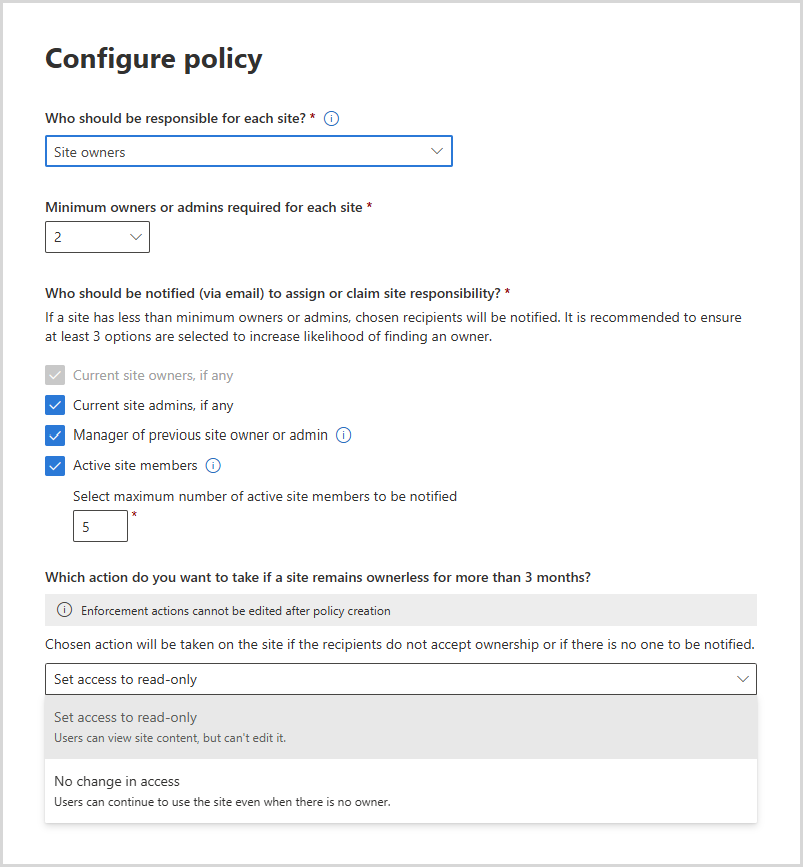 Configure policy
Who should be responsible for each site? *
Site owners
Minimum owners or admins required for each site *
2
Who should be notified (via email) to assign or claim site responsibility? *
If a site has less than minimum owners or admins, chosen recipients will be notified. It is recommended to ensure
at least 3 options are selected to increase likelihood of finding an owner.
Current site owners, if any
Current site admins, if any
Manager of previous site owner or admin
Active site members
Select maximum number of active site members to be notified
5 *
Which action do you want to take if a site remains ownerless for more than 3 months?
Enforcement actions cannot be edited after policy creation
Chosen action will be taken on the site if the recipients do not accept ownership or if there is no one to be notified.
Set access to read-only
Set access to read-only
Users can view site content, but can't edit it.
No change in access
Users can continue to use the site even when there is no owner.